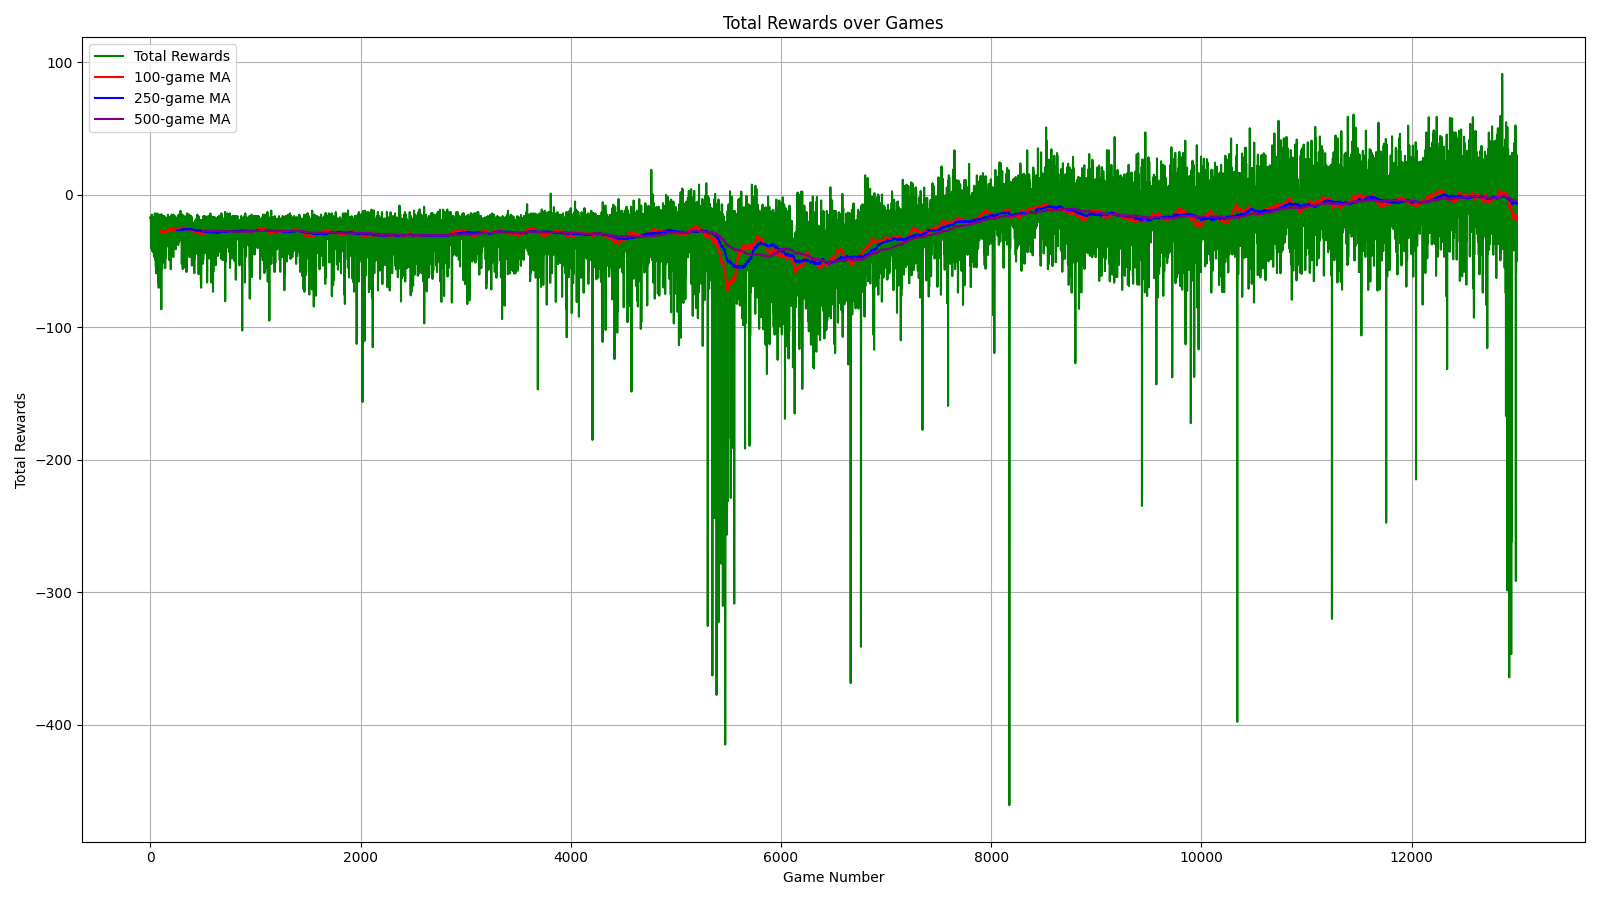 Total Rewards over Games
Total Rewards
100-game MA
250-game MA
500-game MA
100
0
−100
−200
−300
−400
Total Rewards
0
2000
4000
6000
8000
10000
12000
Game Number